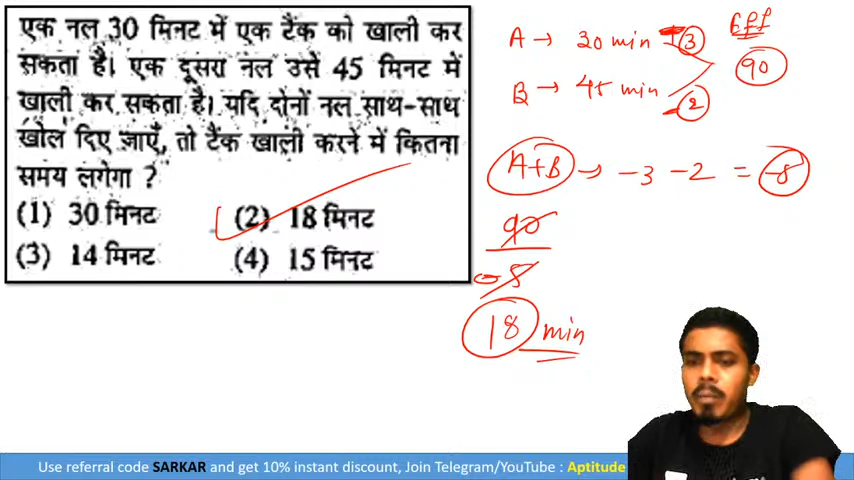 एक नल 30 मिनट में एक टैंक को खाली कर
सकता है। एक दूसरा नल उसे 45 मिनट में
खाली कर सकता है। यदि दोनों नल साथ-साथ
खोल दिए जाएँ, तो टैंक खाली करने में कितना
समय लगेगा ?
(1) 30 मिनट (2) 18 मिनट
(3) 14 मिनट (4) 15 मिनट
Eff
A → 30 min 3
90
B → 45 min
2
A+B → -3 -2 = -5
90
-5
18 min
Use referral code SARKAR and get 10% instant discount, Join Telegram/YouTube : Aptitude